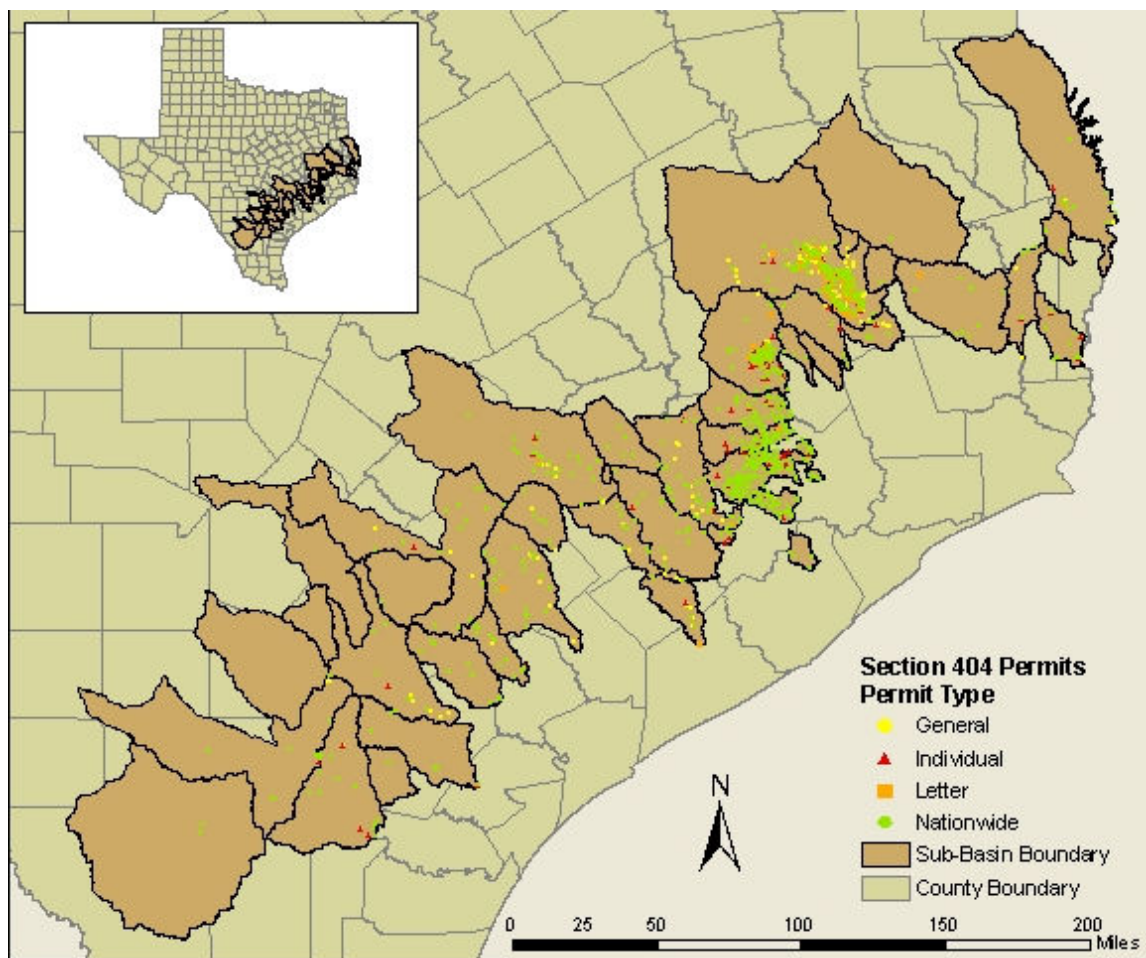 Section 404 Permits
Permit Type
General
Individual
Letter
Nationwide
Sub-Basin Boundary
County Boundary
N
0 25 50 100 150 200
Miles